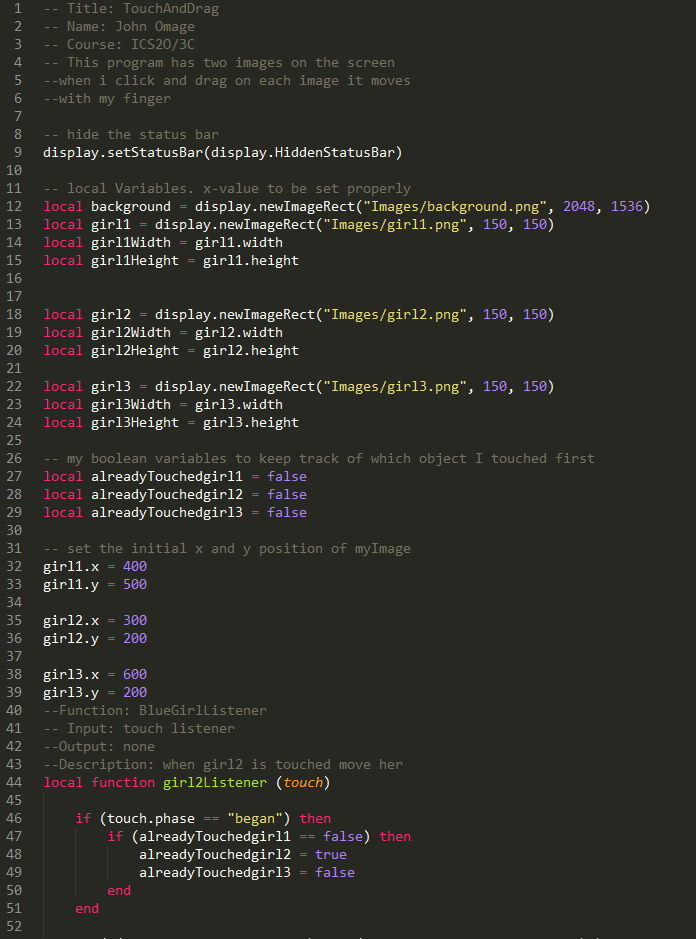 1 -- Title: TouchAndDrag
2 -- Name: John Omage
3 -- Course: ICS2O/3C
4 -- This program has two images on the screen
5 --when i click and drag on each image it moves
6 --with my finger
7
8 -- hide the status bar
9 display.setStatusBar(display.HiddenStatusBar)
10
11 -- local Variables. x-value to be set properly
12 local background = display.newImageRect("Images/background.png", 2048, 1536)
13 local girl1 = display.newImageRect("Images/girl1.png", 150, 150)
14 local girl1Width = girl1.width
15 local girl1Height = girl1.height
16
17
18 local girl2 = display.newImageRect("Images/girl2.png", 150, 150)
19 local girl2Width = girl2.width
20 local girl2Height = girl2.height
21
22 local girl3 = display.newImageRect("Images/girl3.png", 150, 150)
23 local girl3Width = girl3.width
24 local girl3Height = girl3.height
25
26 -- my boolean variables to keep track of which object I touched first
27 local alreadyTouchedgirl1 = false
28 local alreadyTouchedgirl2 = false
29 local alreadyTouchedgirl3 = false
30
31 -- set the initial x and y position of myImage
32 girl1.x = 400
33 girl1.y = 500
34
35 girl2.x = 300
36 girl2.y = 200
37
38 girl3.x = 600
39 girl3.y = 200
40 --Function: BlueGirlListener
41 -- Input: touch listener
42 --Output: none
43 --Description: when girl2 is touched move her
44 local function girl2Listener (touch)
45
46     if (touch.phase == "began") then
47         if (alreadyTouchedgirl1 == false) then
48             alreadyTouchedgirl2 = true
49             alreadyTouchedgirl3 = false
50         end
51     end
52